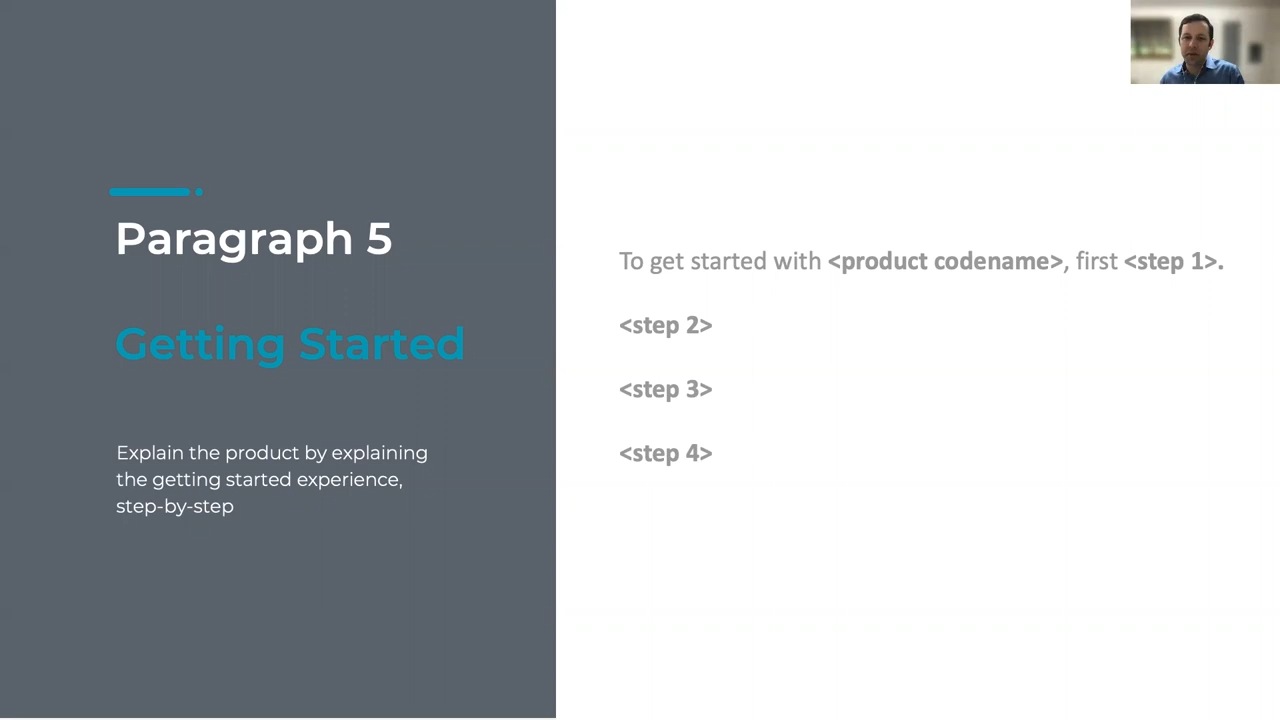 Paragraph 5
Getting Started
Explain the product by explaining
the getting started experience,
step-by-step
To get started with <product codename>, first <step 1>.
<step 2>
<step 3>
<step 4>